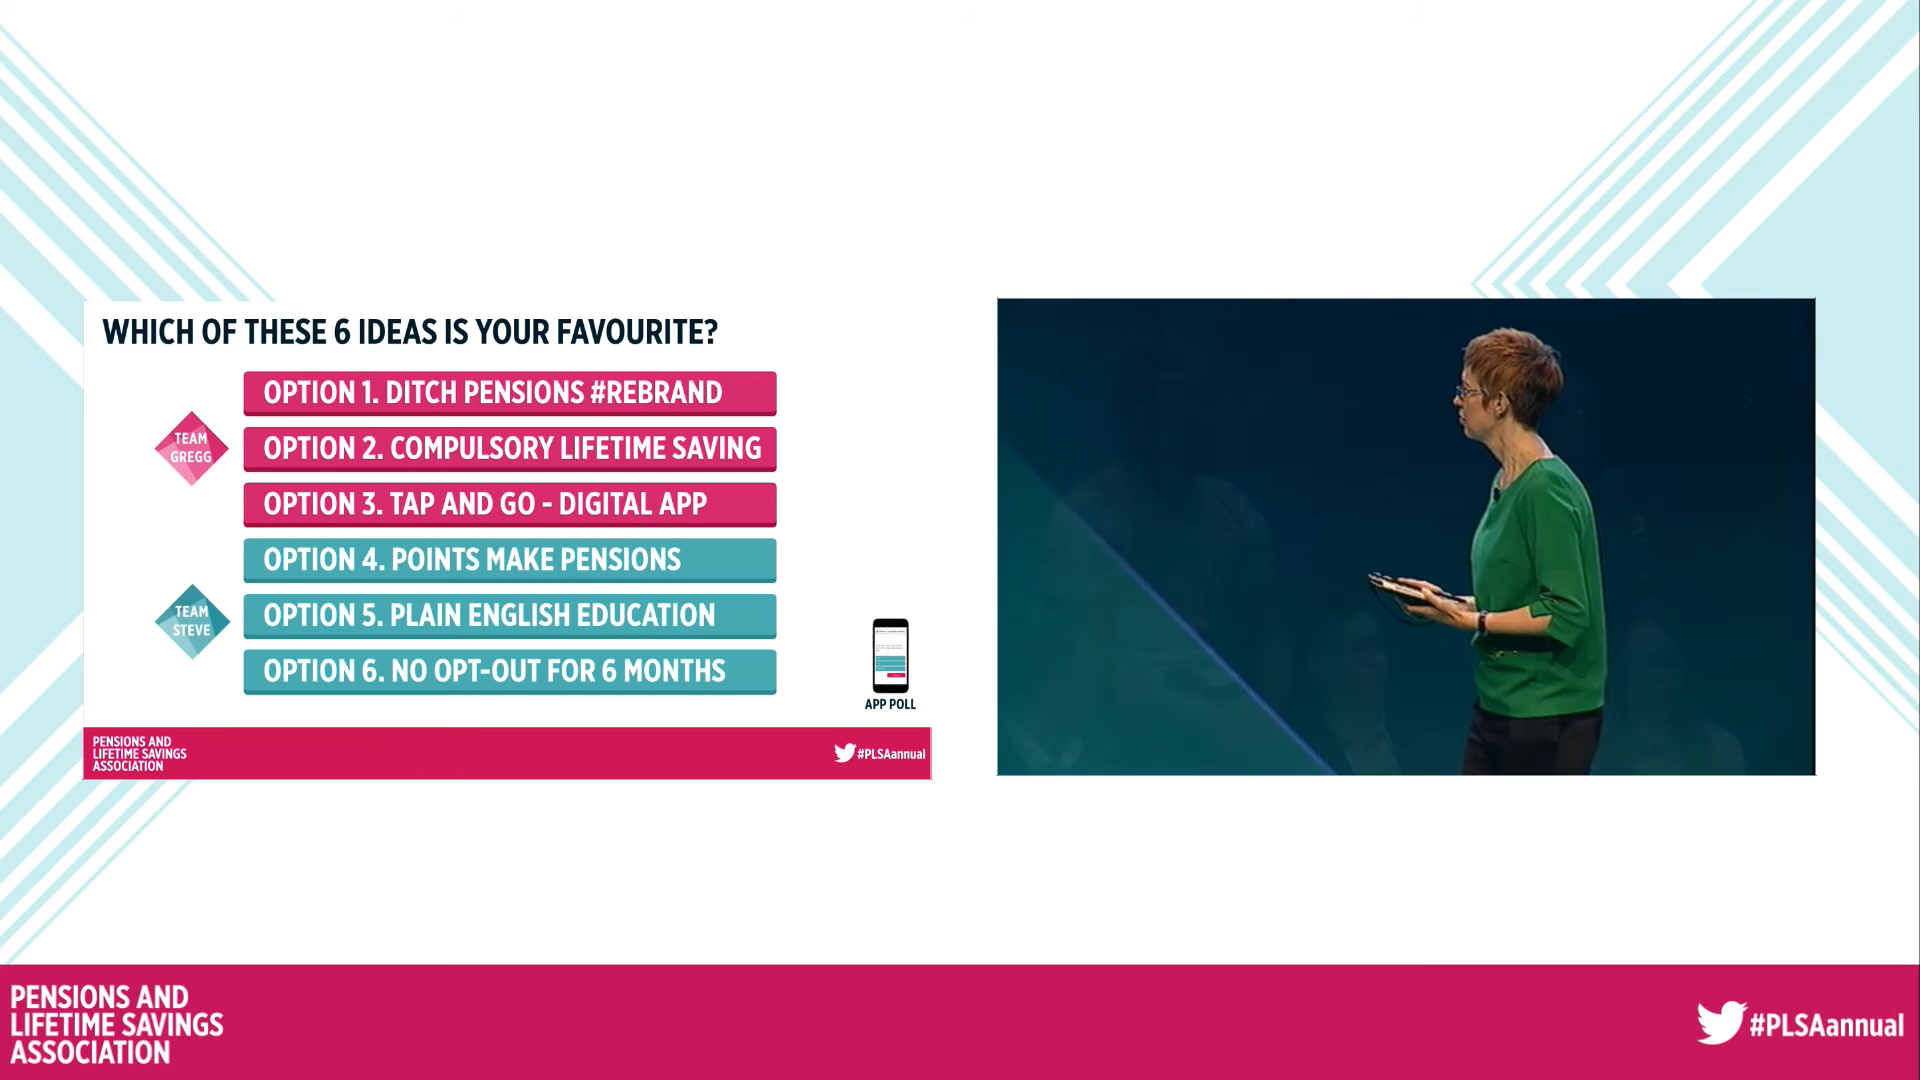 WHICH OF THESE 6 IDEAS IS YOUR FAVOURITE?
TEAM
GREGG
OPTION 1. DITCH PENSIONS #REBRAND
OPTION 2. COMPULSORY LIFETIME SAVING
OPTION 3. TAP AND GO - DIGITAL APP
TEAM
STEVE
OPTION 4. POINTS MAKE PENSIONS
OPTION 5. PLAIN ENGLISH EDUCATION
OPTION 6. NO OPT-OUT FOR 6 MONTHS
APP POLL
PENSIONS AND
LIFETIME SAVINGS
ASSOCIATION
#PLSAannual
PENSIONS AND
LIFETIME SAVINGS
ASSOCIATION
#PLSAannual